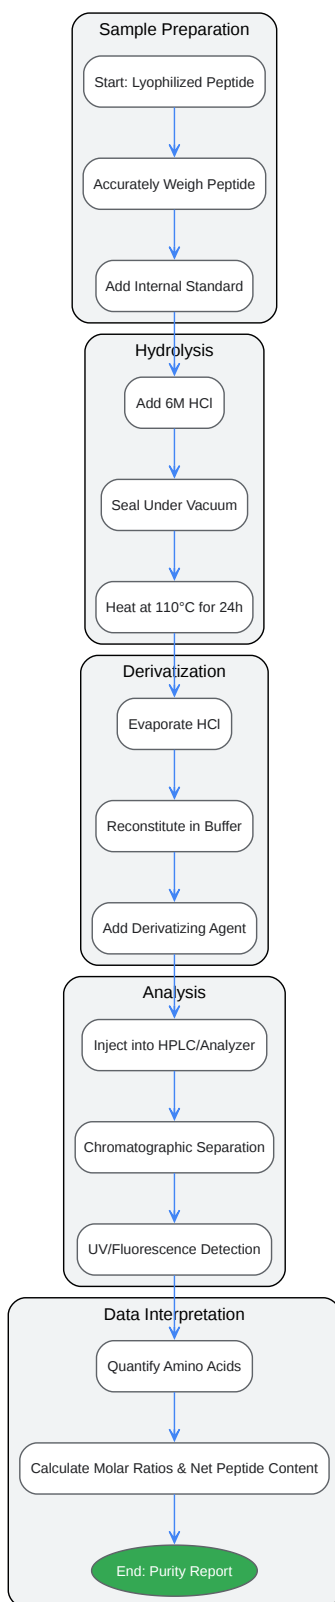 Sample Preparation
Start: Lyophilized Peptide
Accurately Weigh Peptide
Add Internal Standard
Hydrolysis
Add 6M HCl
Seal Under Vacuum
Heat at 110°C for 24h
Derivatization
Evaporate HCl
Reconstitute in Buffer
Add Derivatizing Agent
Analysis
Inject into HPLC/Analyzer
Chromatographic Separation
UV/Fluorescence Detection
Data Interpretation
Quantify Amino Acids
Calculate Molar Ratios & Net Peptide Content
End: Purity Report